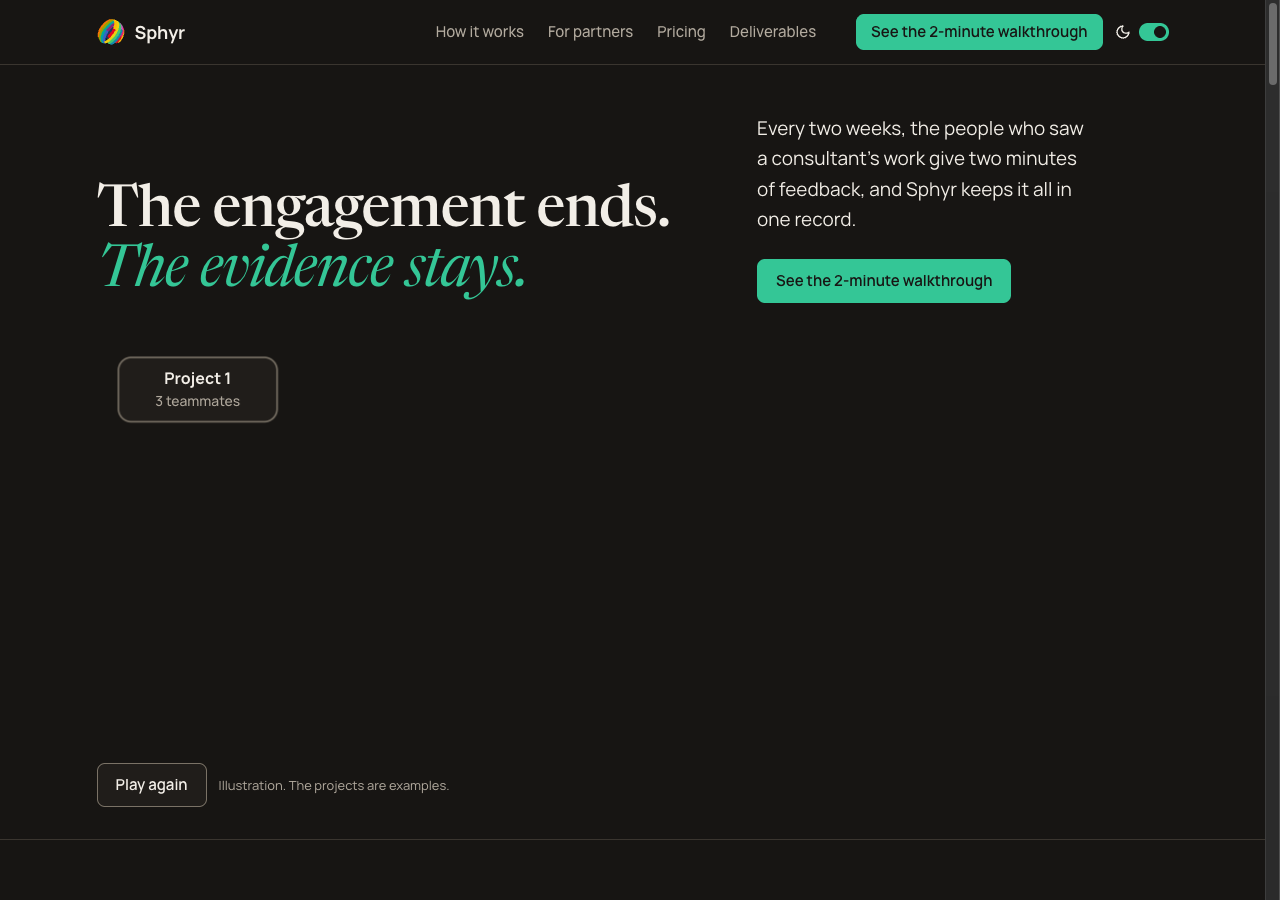 Sphyr
How it works
For partners
Pricing
Deliverables
See the 2-minute walkthrough
The engagement ends.
The evidence stays.
Every two weeks, the people who saw
a consultant's work give two minutes
of feedback, and Sphyr keeps it all in
one record.
See the 2-minute walkthrough
Project 1
3 teammates
Play again
Illustration. The projects are examples.